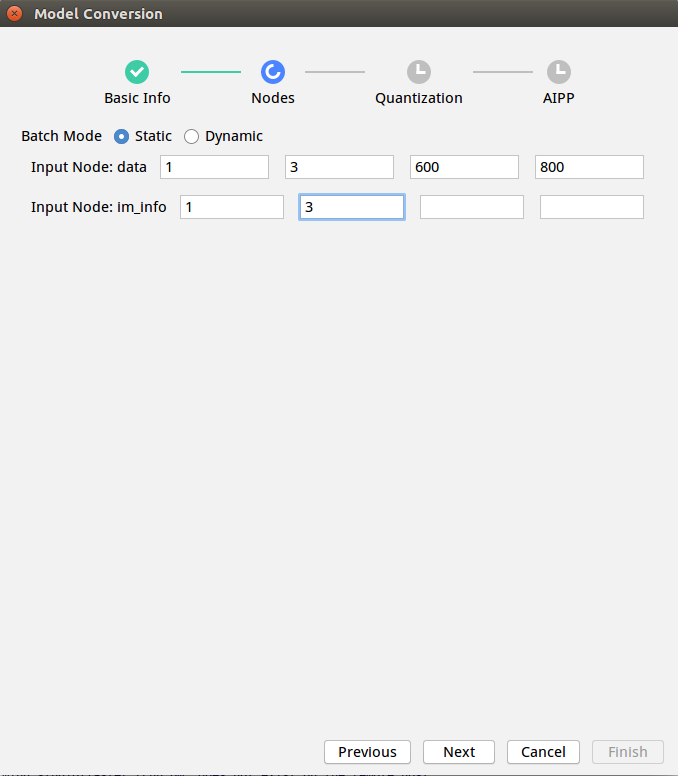 Model Conversion
Basic Info Nodes Quantization AIPP
Batch Mode Static Dynamic
Input Node: data 1 3 600 800
Input Node: im_info 1 3
Previous Next Cancel Finish